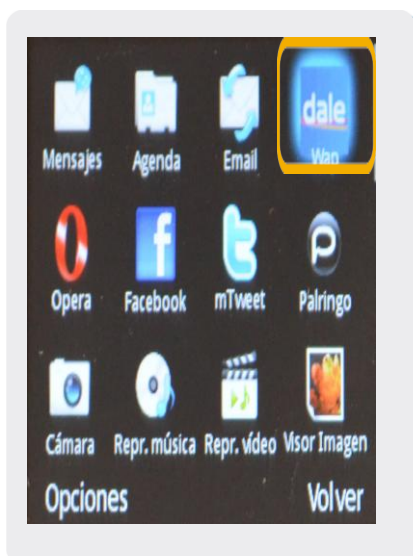 dale
Mensajes Agenda Email Wap
Opera Facebook mTweet Palringo
Cámara Repr. música Repr. vídeo Visor Imagen
Opciones Volver